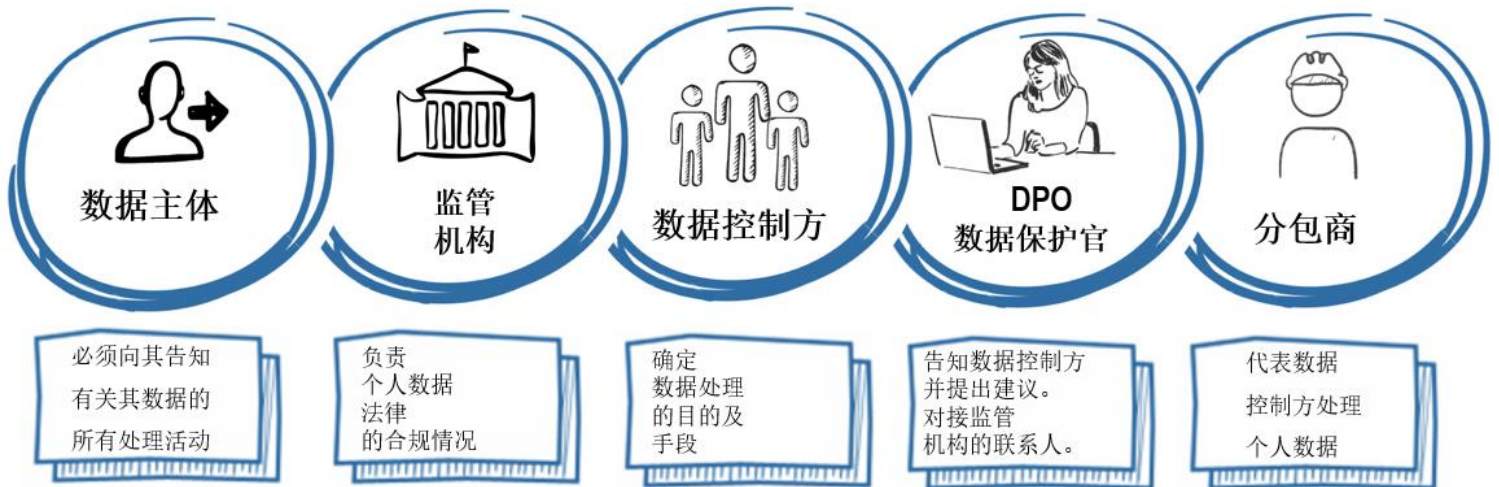 数据主体
监管
机构
数据控制方
DPO
数据保护官
分包商
必须向其告知
有关其数据的
所有处理活动
负责
个人数据
法律
的合规情况
确定
数据处理
的目的及
手段
告知数据控制方
并提出建议。
对接监管
机构的联系人。
代表数据
控制方处理
个人数据